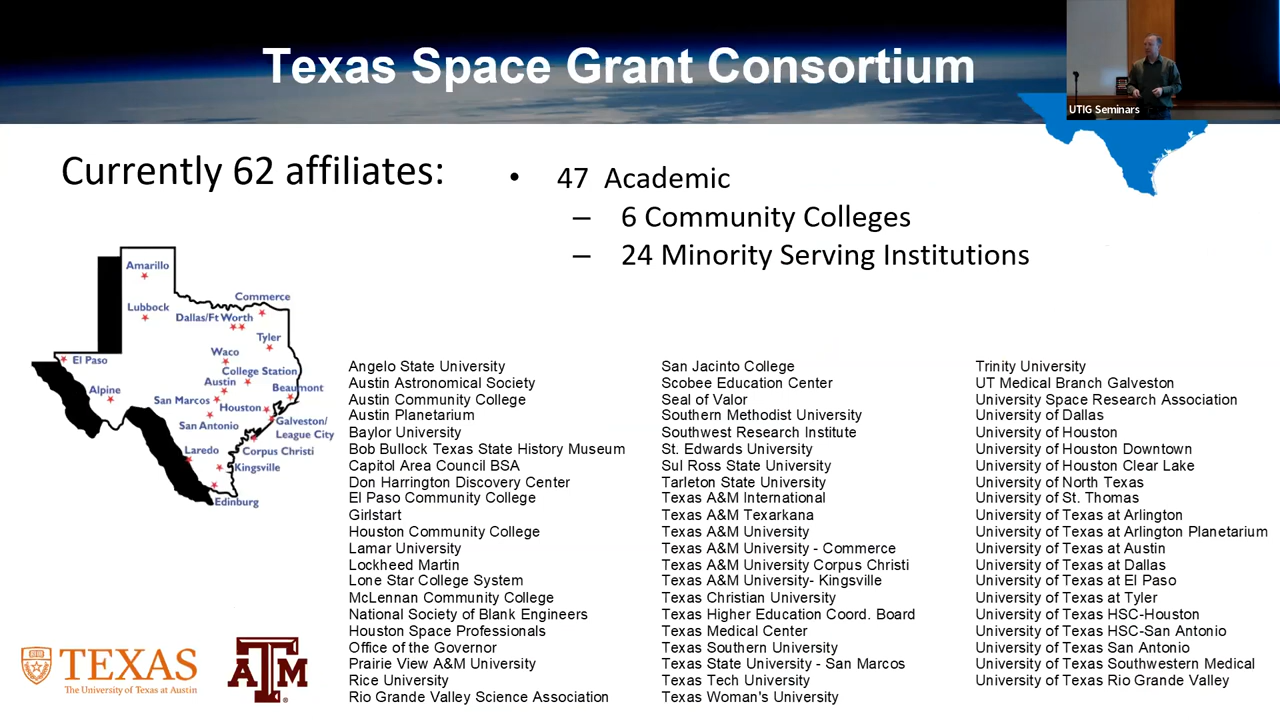 Texas Space Grant Consortium
UTIG Seminars
Currently 62 affiliates:
• 47 Academic
– 6 Community Colleges
– 24 Minority Serving Institutions
Amarillo
Lubbock
Commerce
Dallas/Ft Worth
Tyler
El Paso
Waco
College Station
Alpine
Austin
Beaumont
San Marcos
Houston
San Antonio
Galveston/
League City
Laredo
Corpus Christi
Kingsville
Edinburg
Angelo State University
Austin Astronomical Society
Austin Community College
Austin Planetarium
Baylor University
Bob Bullock Texas State History Museum
Capitol Area Council BSA
Don Harrington Discovery Center
El Paso Community College
Girlstart
Houston Community College
Lamar University
Lockheed Martin
Lone Star College System
McLennan Community College
National Society of Blank Engineers
Houston Space Professionals
Office of the Governor
Prairie View A&M University
Rice University
Rio Grande Valley Science Association
San Jacinto College
Scobee Education Center
Seal of Valor
Southern Methodist University
Southwest Research Institute
St. Edwards University
Sul Ross State University
Tarleton State University
Texas A&M International
Texas A&M Texarkana
Texas A&M University
Texas A&M University - Commerce
Texas A&M University Corpus Christi
Texas A&M University- Kingsville
Texas Christian University
Texas Higher Education Coord. Board
Texas Medical Center
Texas Southern University
Texas State University - San Marcos
Texas Tech University
Texas Woman's University
Trinity University
UT Medical Branch Galveston
University Space Research Association
University of Dallas
University of Houston
University of Houston Downtown
University of Houston Clear Lake
University of North Texas
University of St. Thomas
University of Texas at Arlington
University of Texas at Arlington Planetarium
University of Texas at Austin
University of Texas at Dallas
University of Texas at El Paso
University of Texas at Tyler
University of Texas HSC-Houston
University of Texas HSC-San Antonio
University of Texas San Antonio
University of Texas Southwestern Medical
University of Texas Rio Grande Valley
TEXAS
The University of Texas at Austin
ATM ®